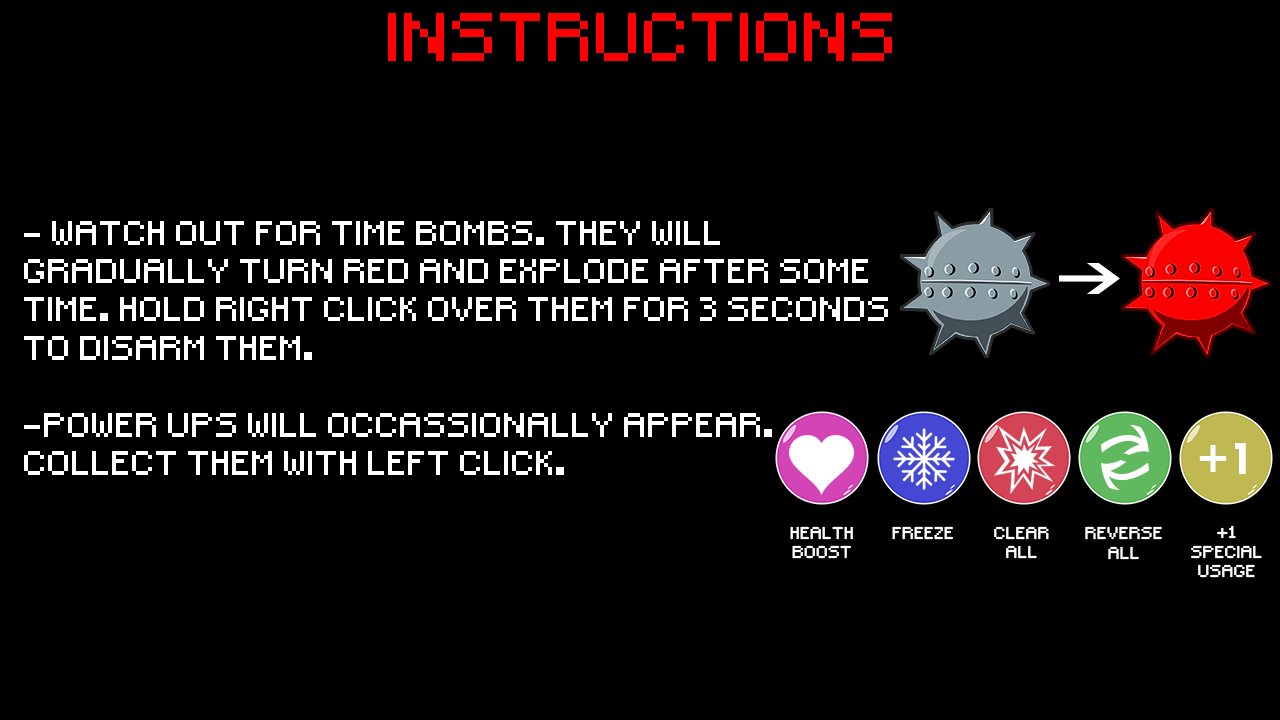 INSTRUCTIONS
- WATCH OUT FOR TIME BOMBS. THEY WILL
GRADUALLY TURN RED AND EXPLODE AFTER SOME
TIME. HOLD RIGHT CLICK OVER THEM FOR 3 SECONDS
TO DISARM THEM.
-POWER UPS WILL OCCASSIONALLY APPEAR.
COLLECT THEM WITH LEFT CLICK.
+1
HEALTH
BOOST
FREEZE
CLEAR
ALL
REVERSE
ALL
+1
SPECIAL
USAGE